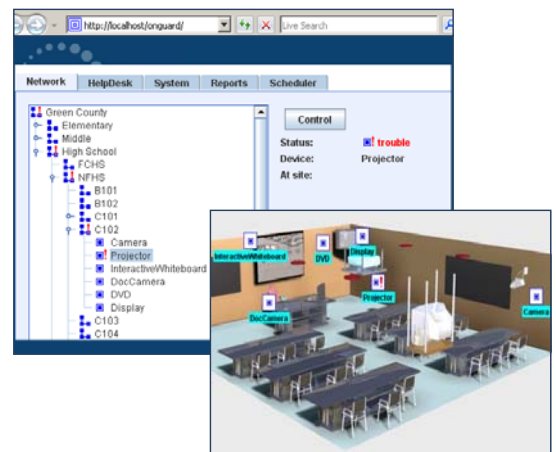 http://localhost/onguard/
Live Search
Network HelpDesk System Reports Scheduler
Green County
Elementary
Middle
High School
FCHS
NFHS
B101
B102
C101
C102
Camera
Projector
InteractiveWhiteboard
DocCamera
DVD
Display
C103
C104
Control
Status: trouble
Device: Projector
At site:
InteractiveWhiteboard
DVD
Display
Projector
DocCamera
Camera